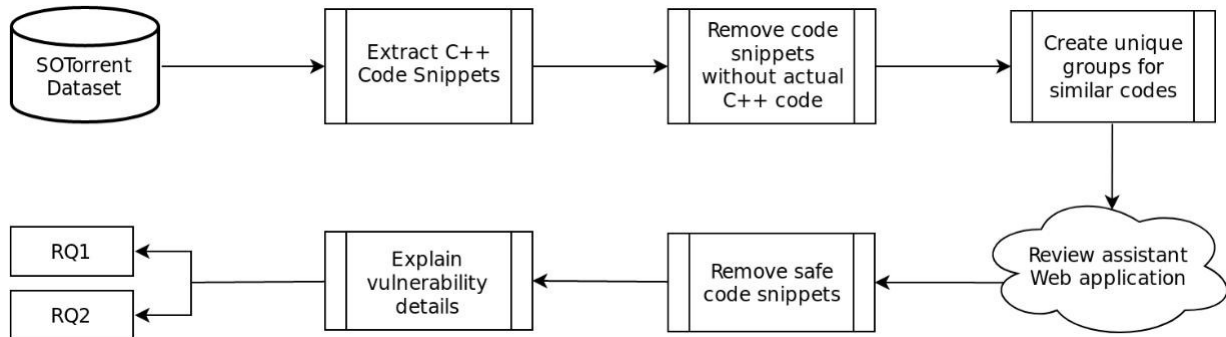 SOTorrent
Dataset
Extract C++
Code Snippets
Remove code
snippets
without actual
C++ code
Create unique
groups for
similar codes
Review assistant
Web application
Remove safe
code snippets
Explain
vulnerability
details
RQ1
RQ2